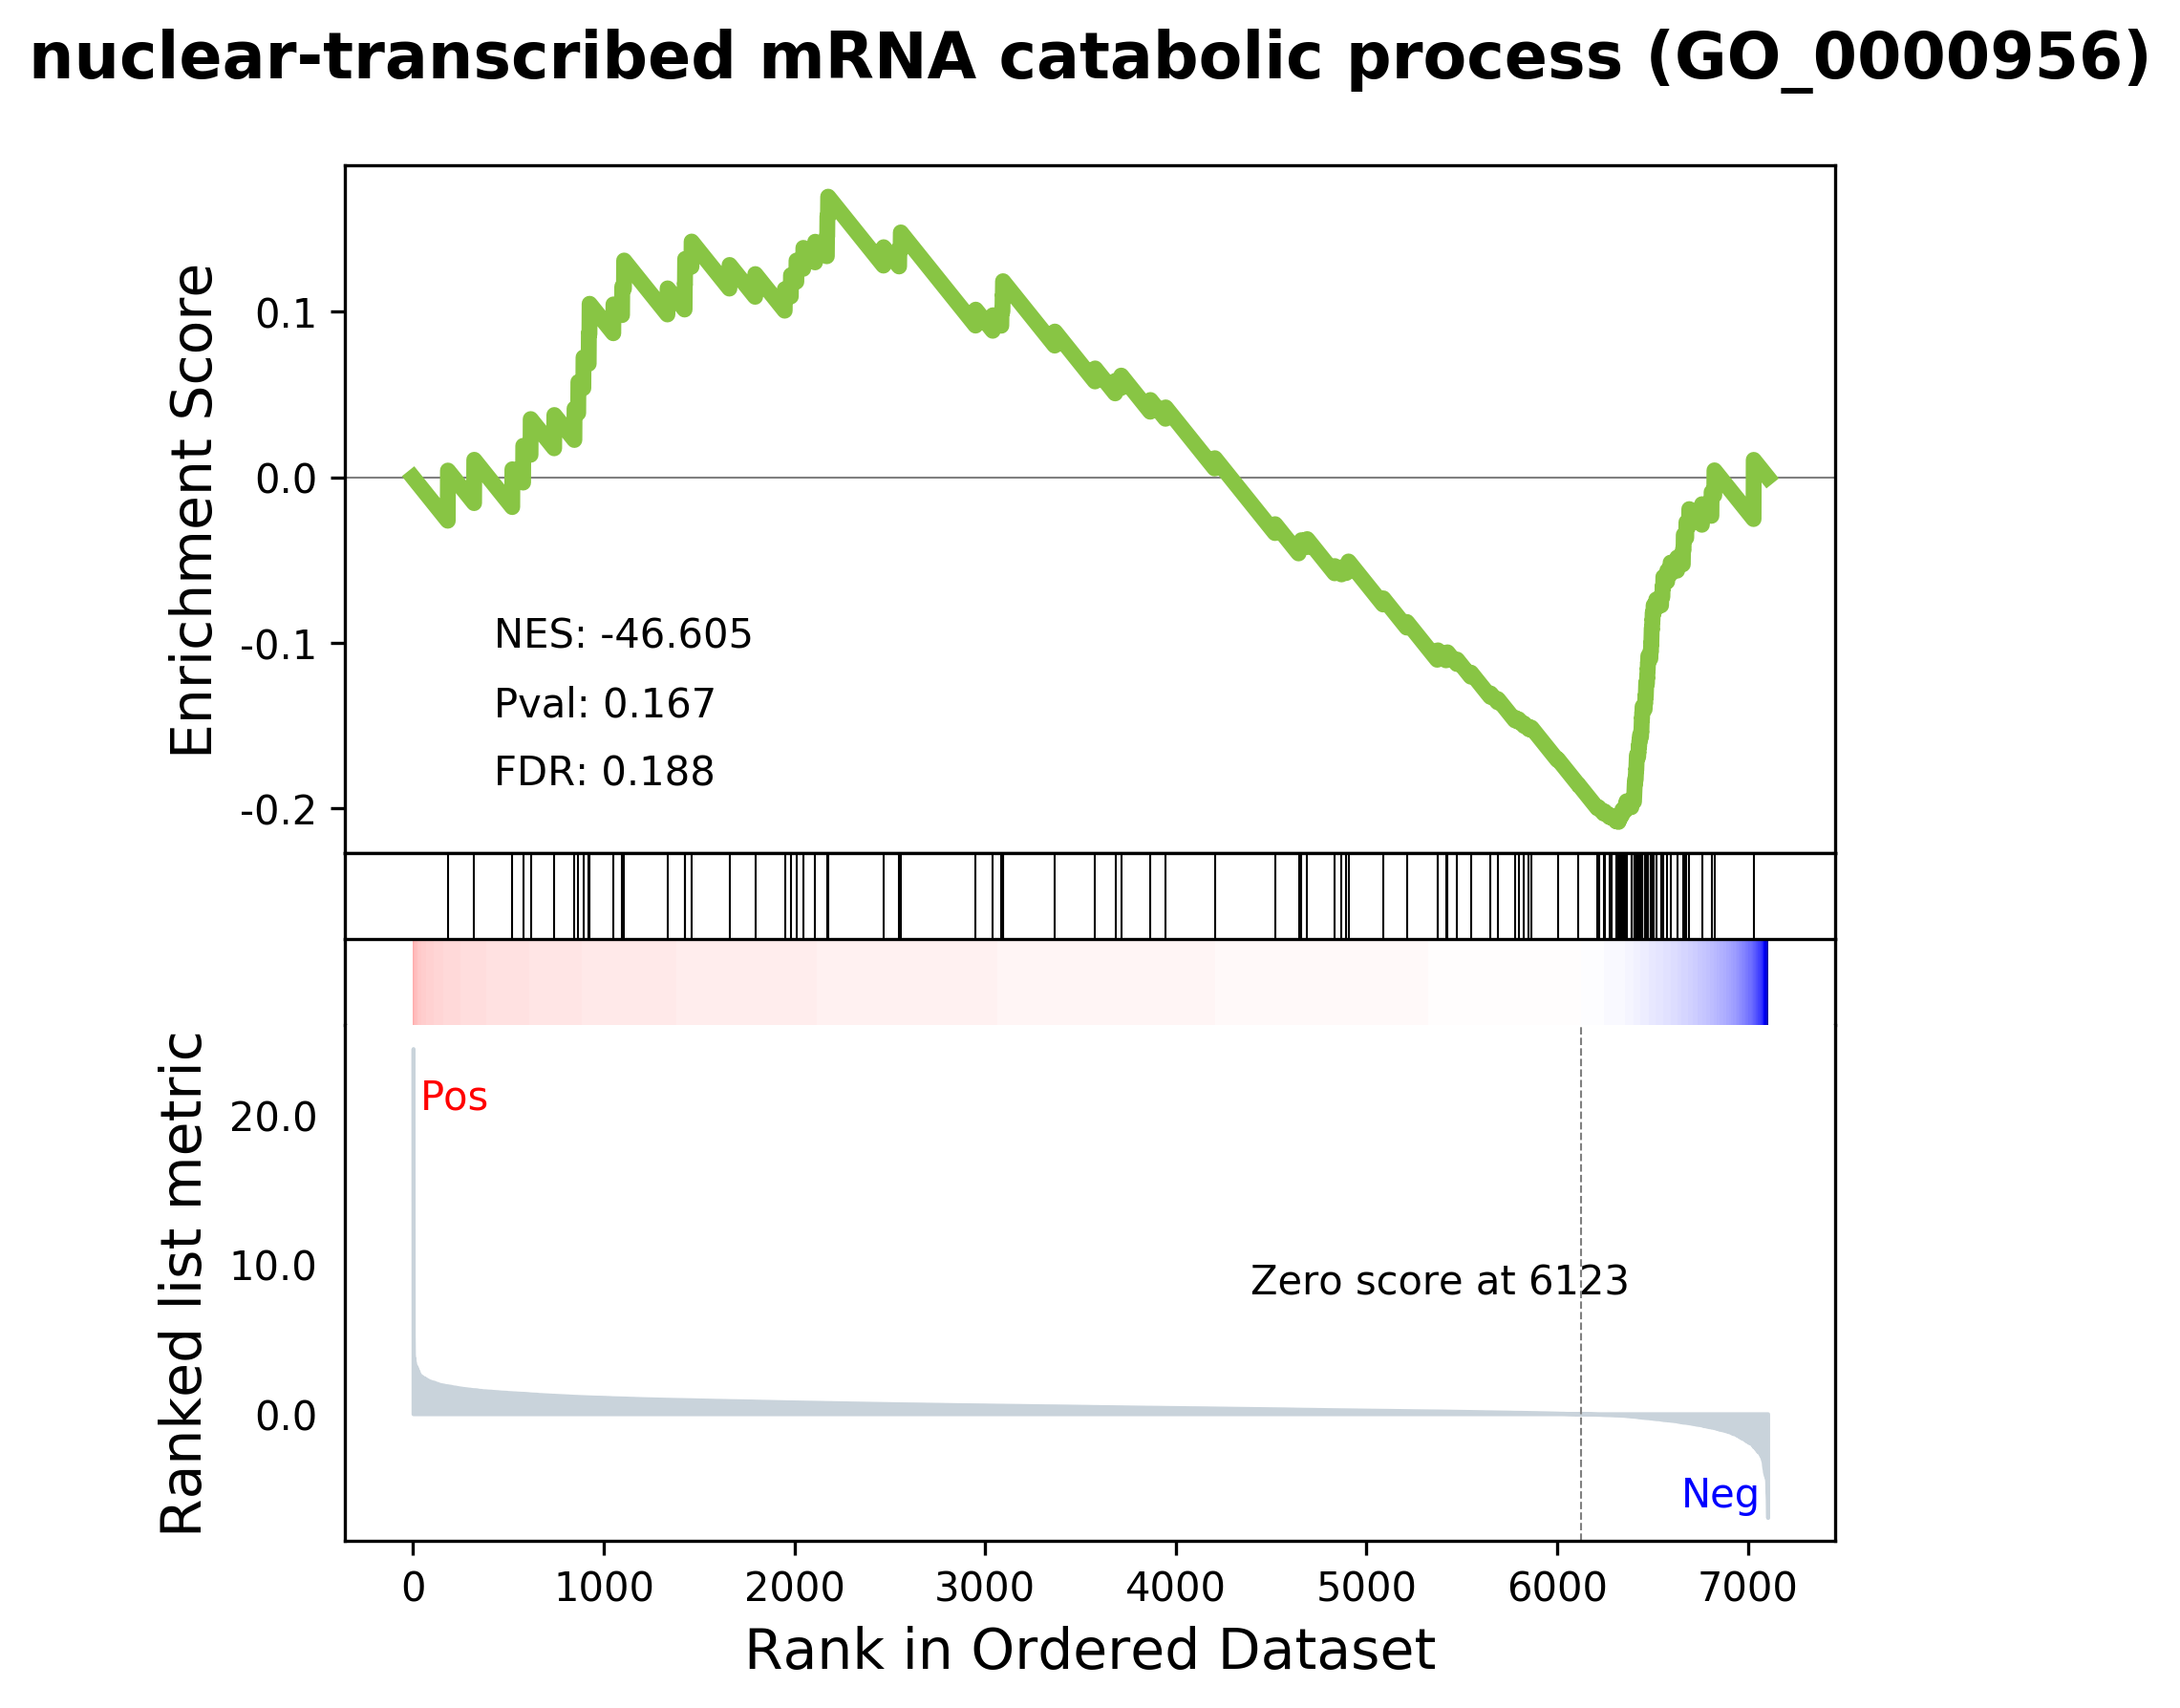 nuclear-transcribed mRNA catabolic process (GO_0000956)
Enrichment Score
0.1
0.0
-0.1
-0.2
NES: -46.605
Pval: 0.167
FDR: 0.188
Ranked list metric
20.0
10.0
0.0
Pos
Zero score at 6123
Neg
0 1000 2000 3000 4000 5000 6000 7000
Rank in Ordered Dataset